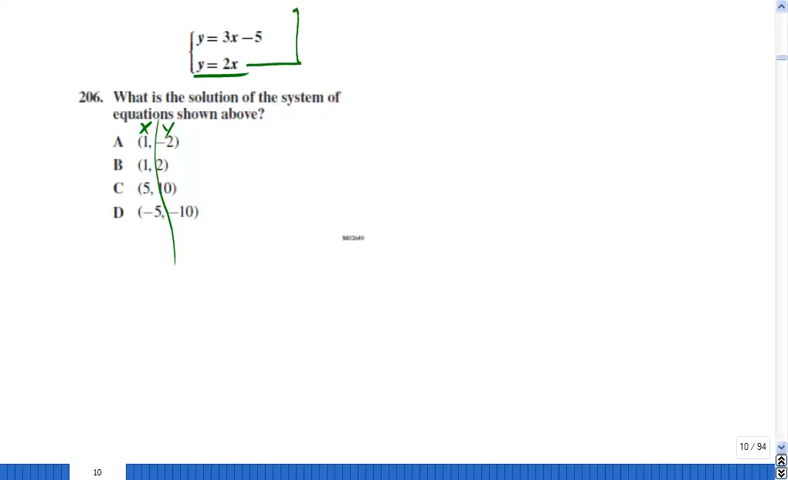 y = 3x – 5
y = 2x
206. What is the solution of the system of
equations shown above?
x y
A (1, –2)
B (1, 2)
C (5, 10)
D (–5, –10)
M02649
10 / 94
10